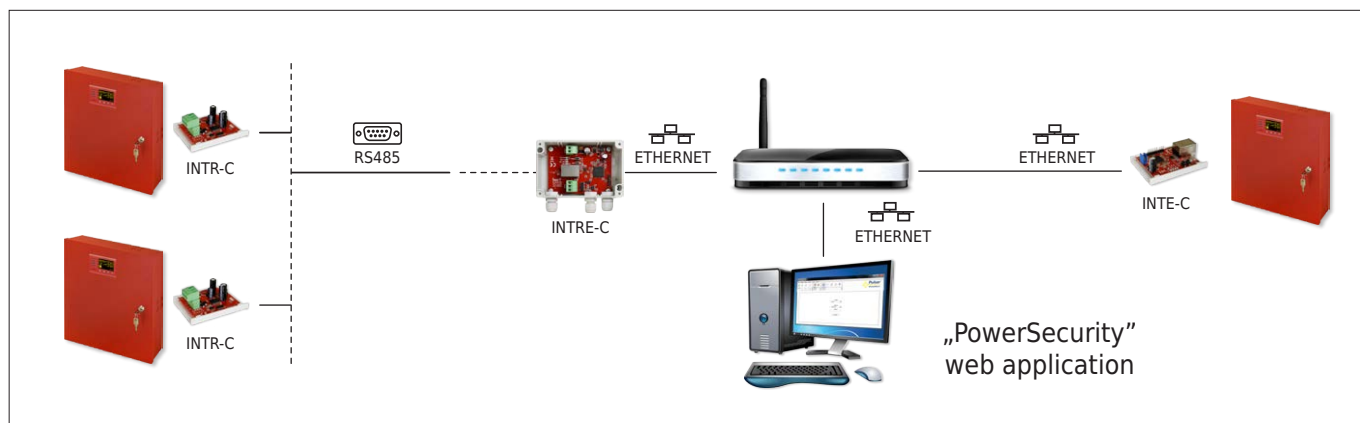 INTR-C
RS485
INTRE-C
ETHERNET
ETHERNET
INTE-C
ETHERNET
INTR-C
„PowerSecurity”
web application